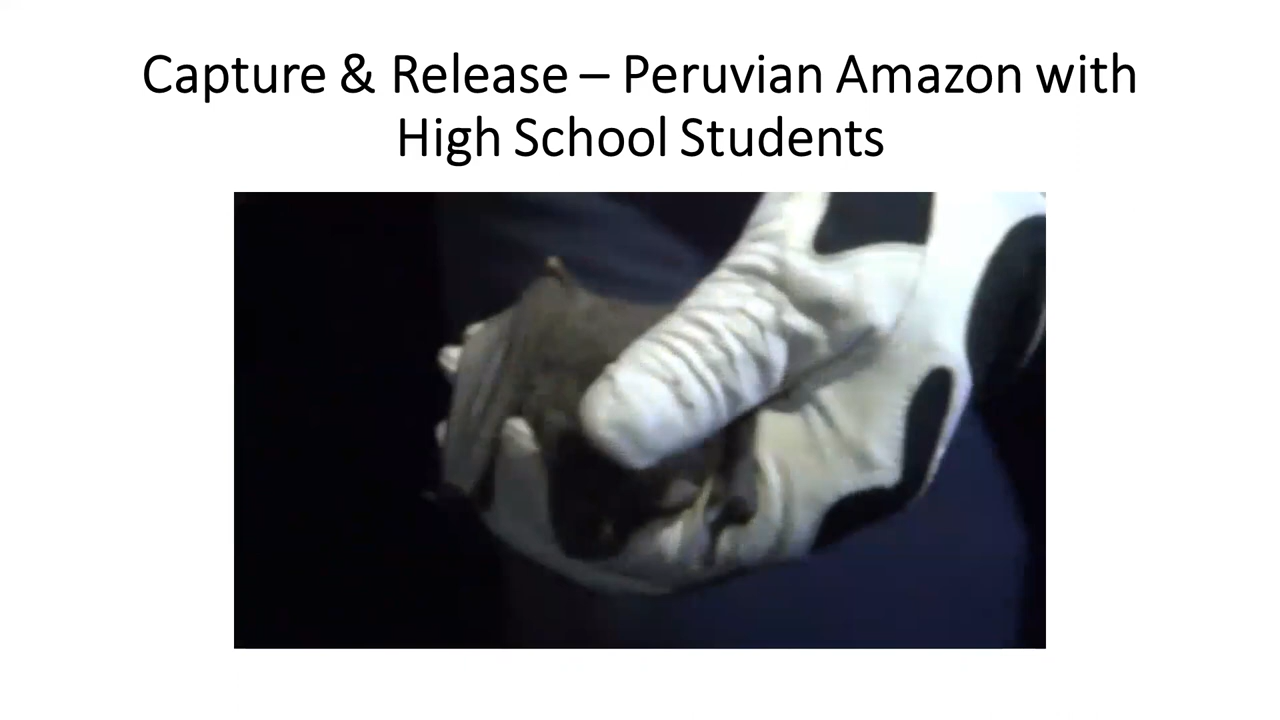 Capture & Release – Peruvian Amazon with
High School Students